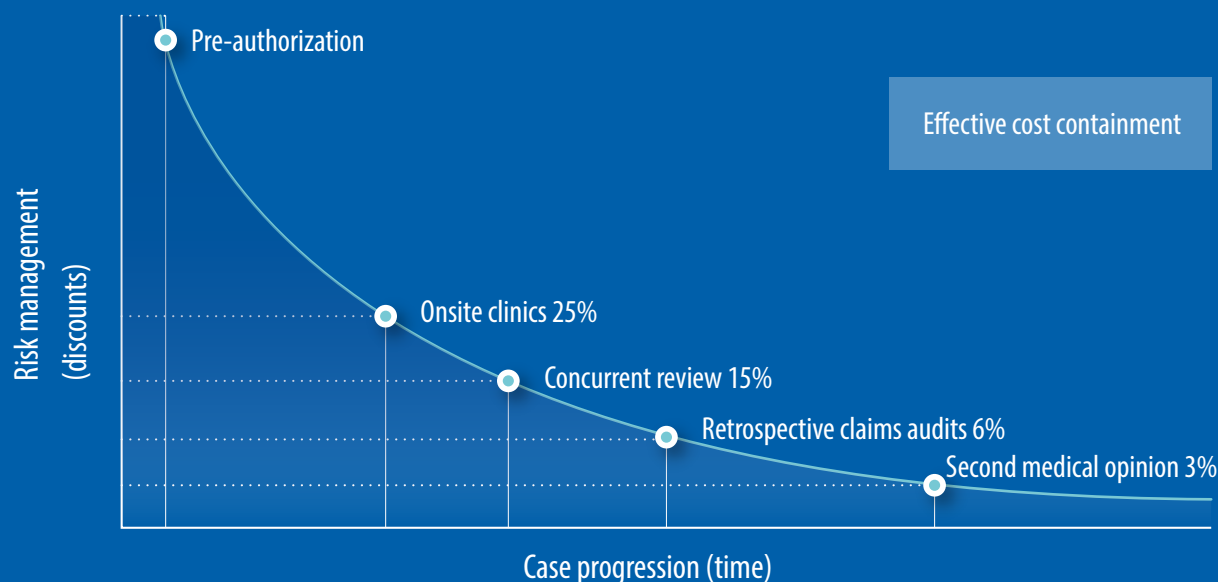 Pre-authorization
Effective cost containment
Risk management
(discounts)
Onsite clinics 25%
Concurrent review 15%
Retrospective claims audits 6%
Second medical opinion 3%
Case progression (time)